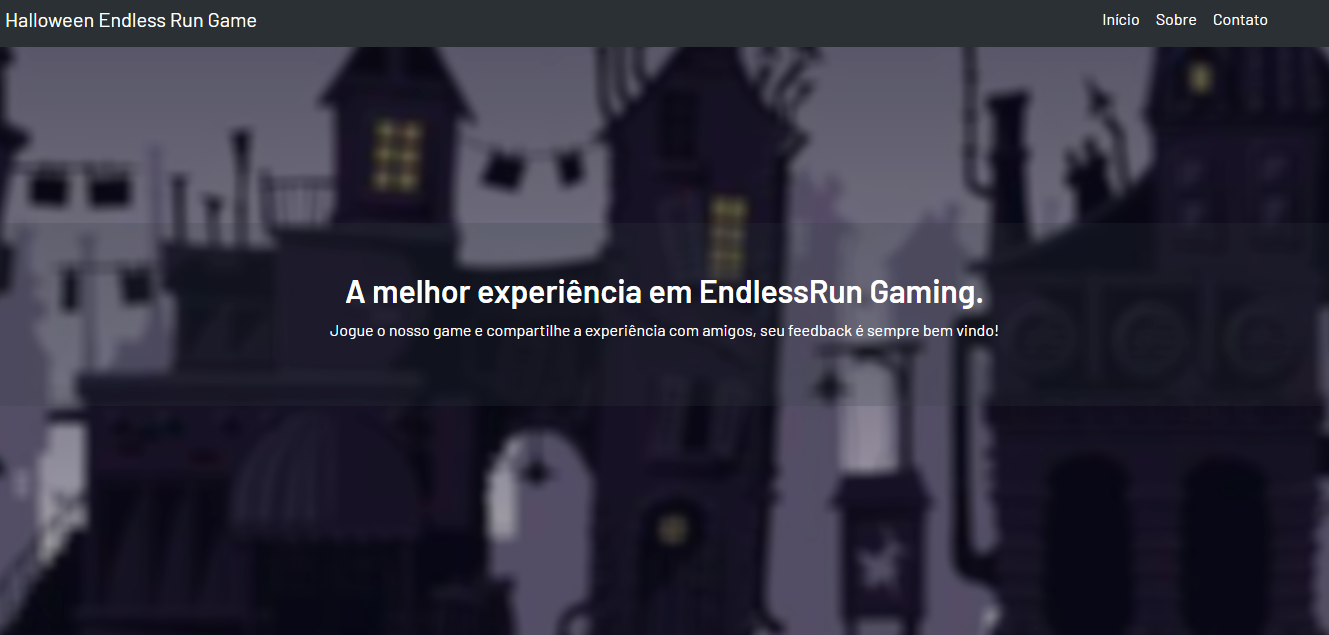 Halloween Endless Run Game
Início Sobre Contato
A melhor experiência em EndlessRun Gaming.
Jogue o nosso game e compartilhe a experiência com amigos, seu feedback é sempre bem vindo!